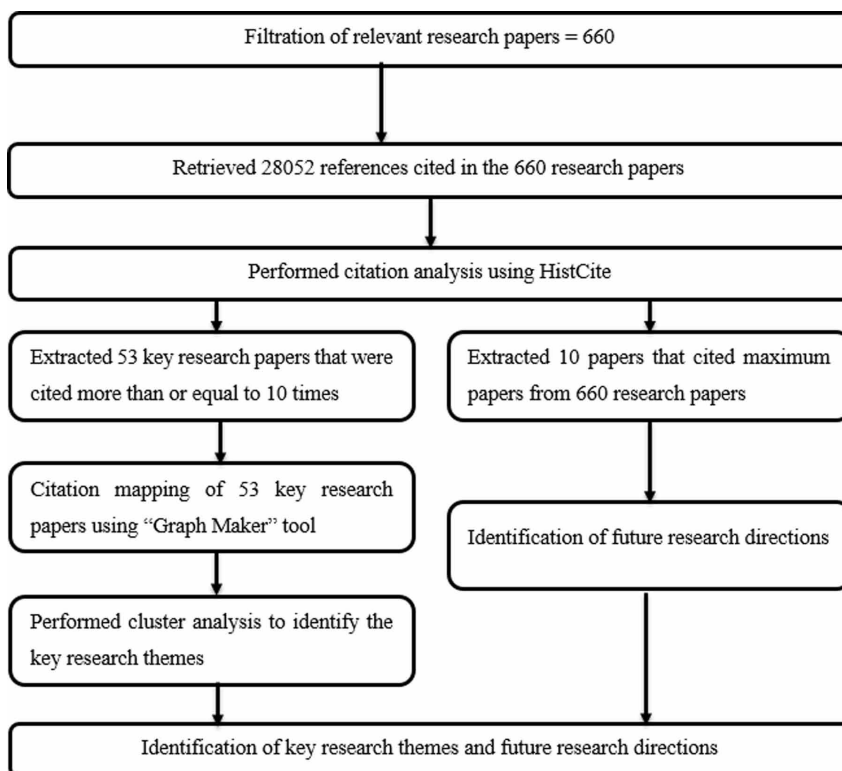 Filtration of relevant research papers = 660
Retrieved 28052 references cited in the 660 research papers
Performed citation analysis using HistCite
Extracted 53 key research papers that were
cited more than or equal to 10 times
Extracted 10 papers that cited maximum
papers from 660 research papers
Citation mapping of 53 key research
papers using “Graph Maker” tool
Identification of future research directions
Performed cluster analysis to identify the
key research themes
Identification of key research themes and future research directions